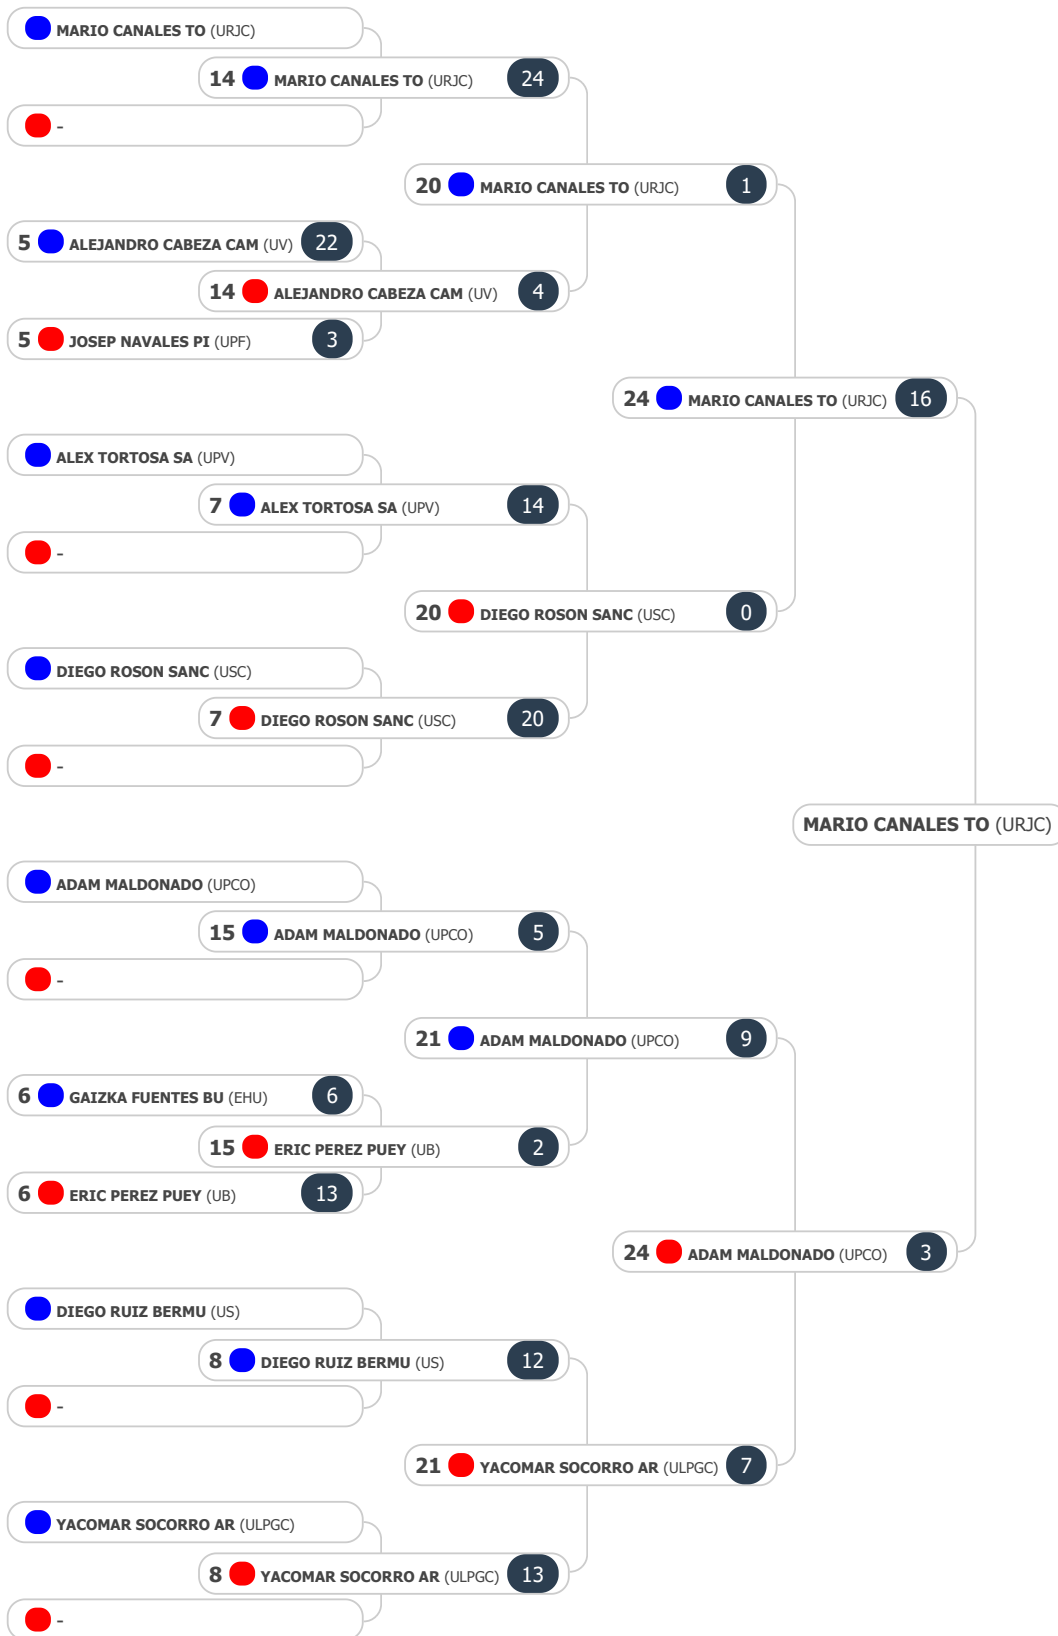 MARIO CANALES TO (URJC)
14 MARIO CANALES TO (URJC) 24
-
20 MARIO CANALES TO (URJC) 1
5 ALEJANDRO CABEZA CAM (UV) 22
14 ALEJANDRO CABEZA CAM (UV) 4
5 JOSEP NAVALES PI (UPF) 3
24 MARIO CANALES TO (URJC) 16
ALEX TORTOSA SA (UPV)
7 ALEX TORTOSA SA (UPV) 14
-
20 DIEGO ROSON SANC (USC) 0
DIEGO ROSON SANC (USC)
7 DIEGO ROSON SANC (USC) 20
-
MARIO CANALES TO (URJC)
ADAM MALDONADO (UPCO)
15 ADAM MALDONADO (UPCO) 5
-
21 ADAM MALDONADO (UPCO) 9
6 GAIZKA FUENTES BU (EHU) 6
15 ERIC PEREZ PUEY (UB) 2
6 ERIC PEREZ PUEY (UB) 13
24 ADAM MALDONADO (UPCO) 3
DIEGO RUIZ BERMU (US)
8 DIEGO RUIZ BERMU (US) 12
-
21 YACOMAR SOCORRO AR (ULPGC) 7
YACOMAR SOCORRO AR (ULPGC)
8 YACOMAR SOCORRO AR (ULPGC) 13
-